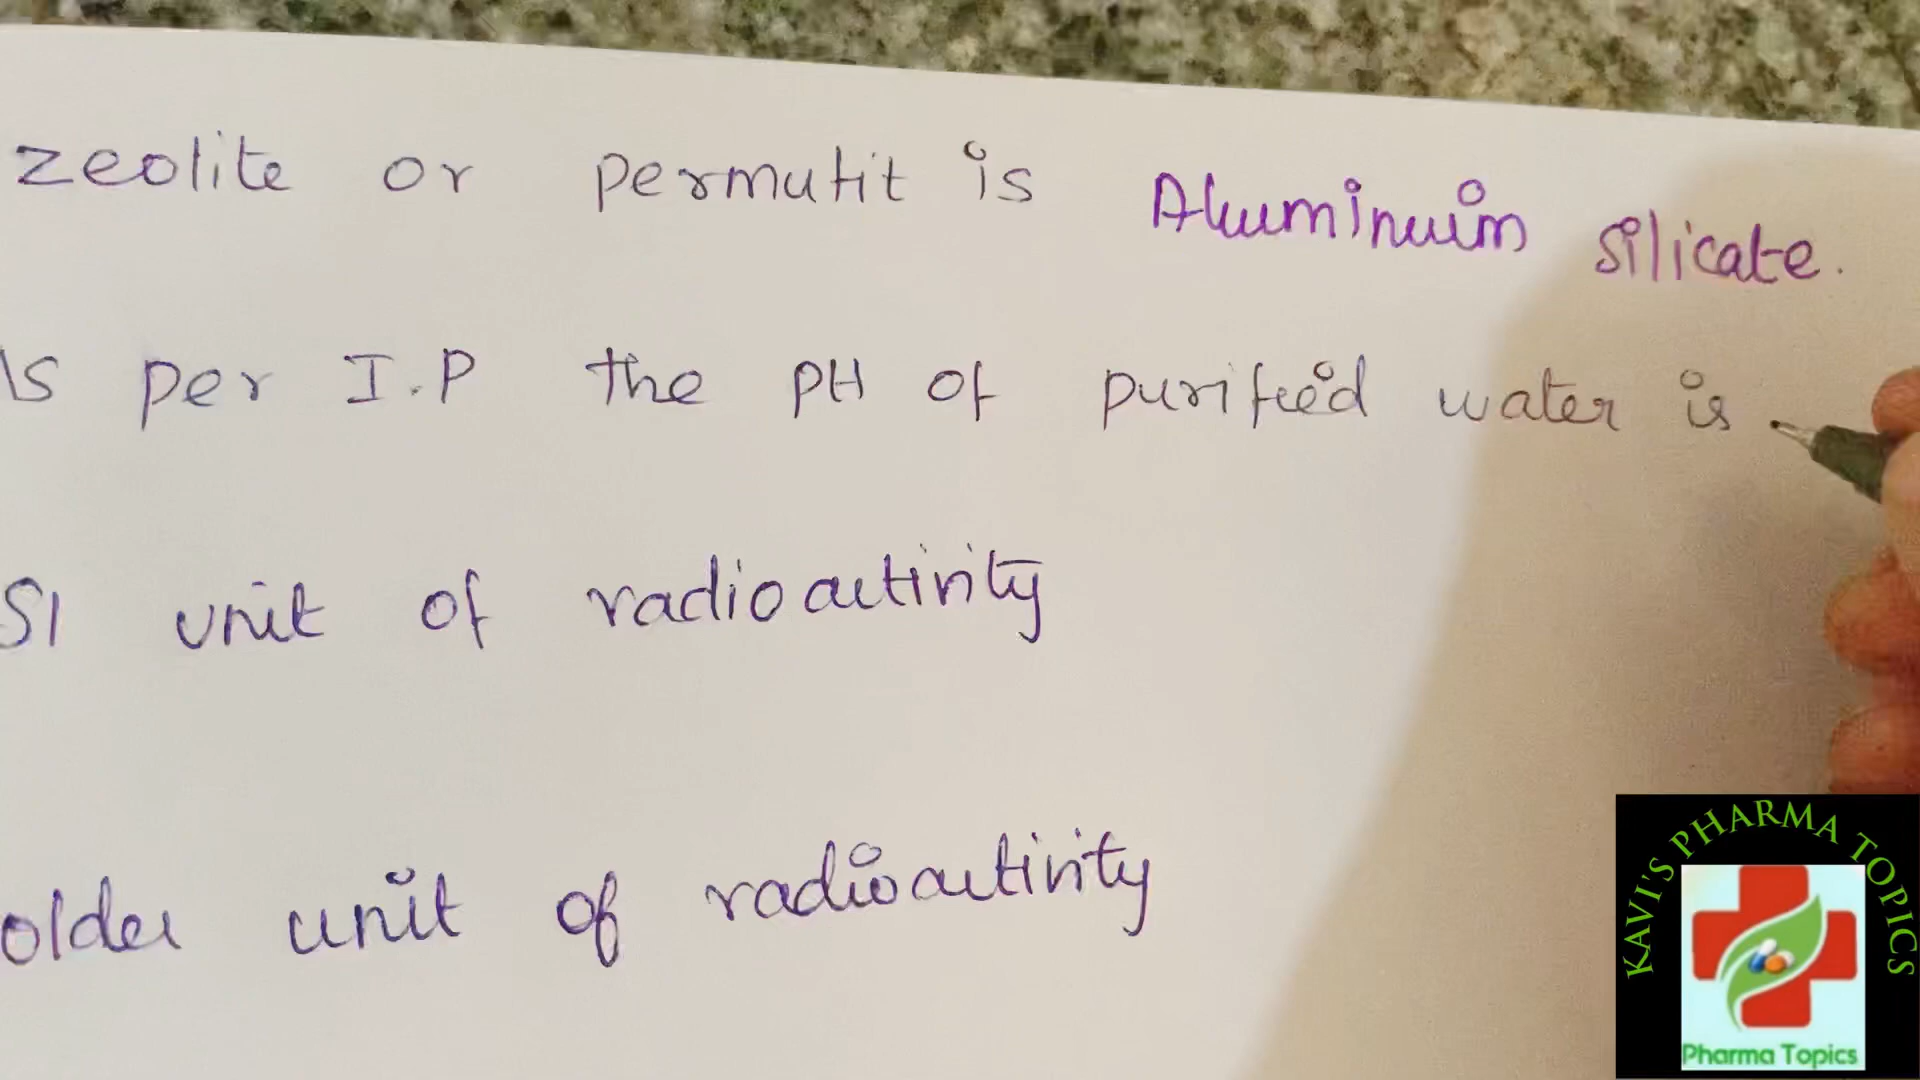 zeolite or permutit is Aluminuim silicate.
As per I.P the PH of purified water is
SI unit of radioactivity
older unit of radioactivity
KAVI'S PHARMA TOPICS
Pharma Topics